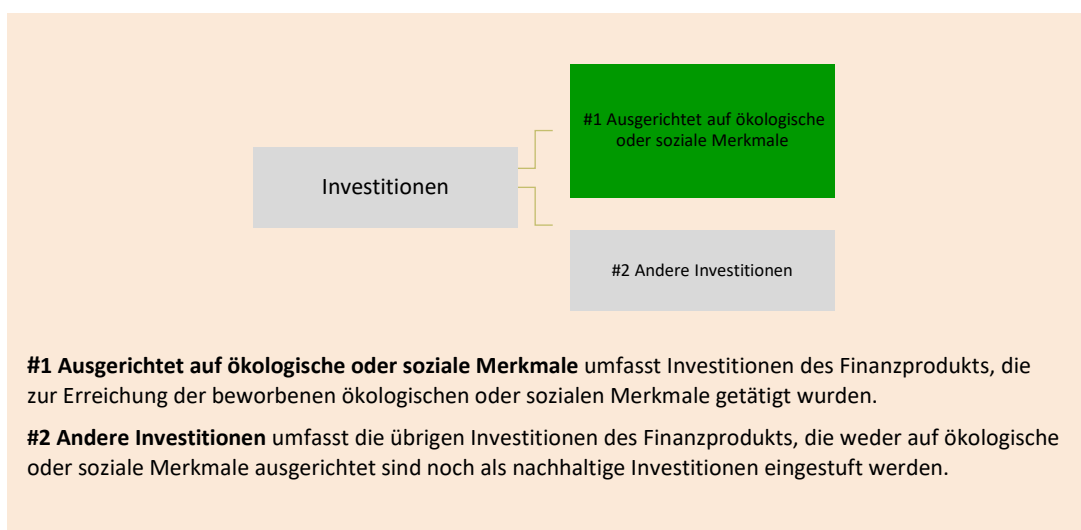 #1 Ausgerichtet auf ökologische
oder soziale Merkmale
Investitionen
#2 Andere Investitionen
#1 Ausgerichtet auf ökologische oder soziale Merkmale umfasst Investitionen des Finanzprodukts, die
zur Erreichung der beworbenen ökologischen oder sozialen Merkmale getätigt wurden.
#2 Andere Investitionen umfasst die übrigen Investitionen des Finanzprodukts, die weder auf ökologische
oder soziale Merkmale ausgerichtet sind noch als nachhaltige Investitionen eingestuft werden.